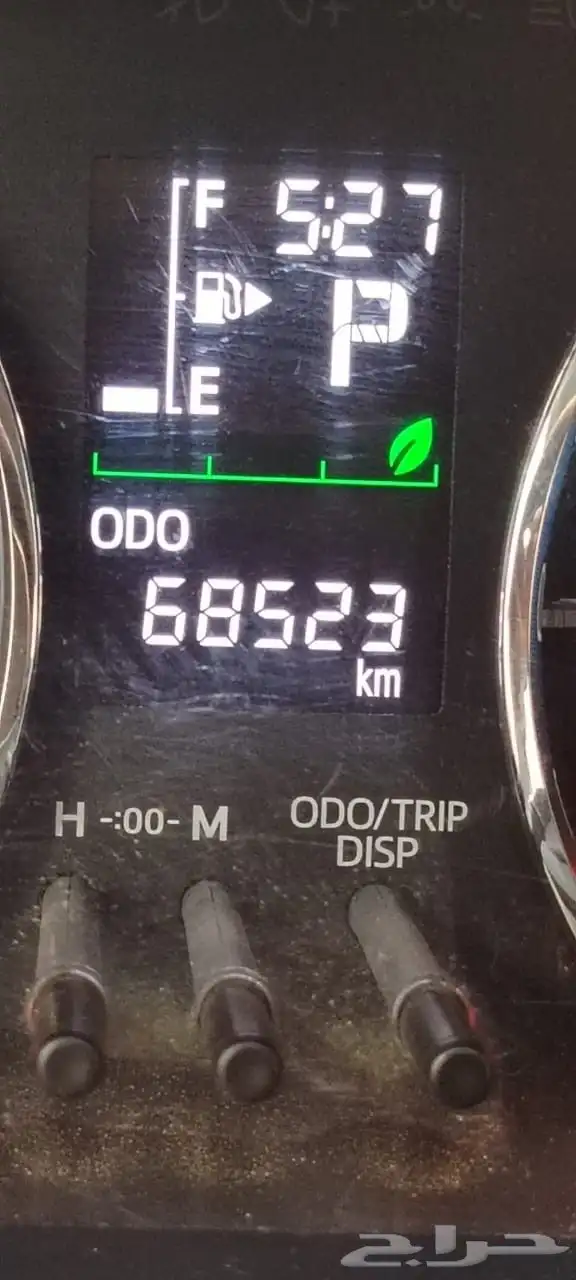 F 5:27
P
E
ODO
68523
km
H -:00- M
ODO/TRIP
DISP
حراج